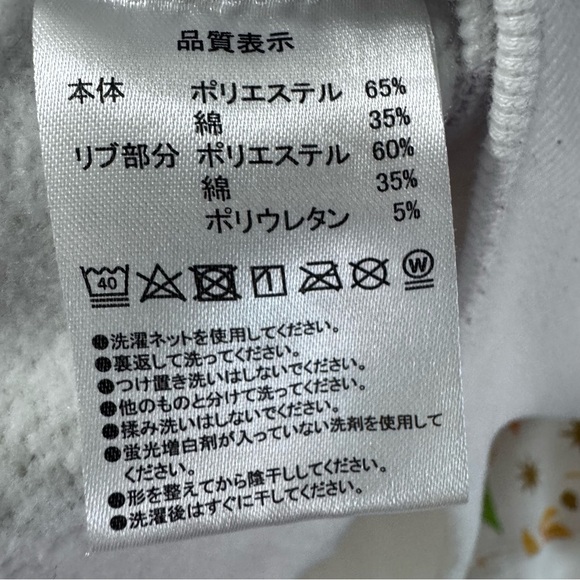 品質表示
本体 ポリエステル 65%
綿 35%
リブ部分 ポリエステル 60%
綿 35%
ポリウレタン 5%
40 W
●洗濯ネットを使用してください。
●裏返して洗ってください。
●つけ置き洗いはしないでください。
●他のものと分けて洗ってください。
●揉み洗いはしないでください。
●蛍光増白剤が入っていない洗剤を使用して
ください。
●形を整えてから陰干ししてください。
●洗濯後はすぐに干してください。